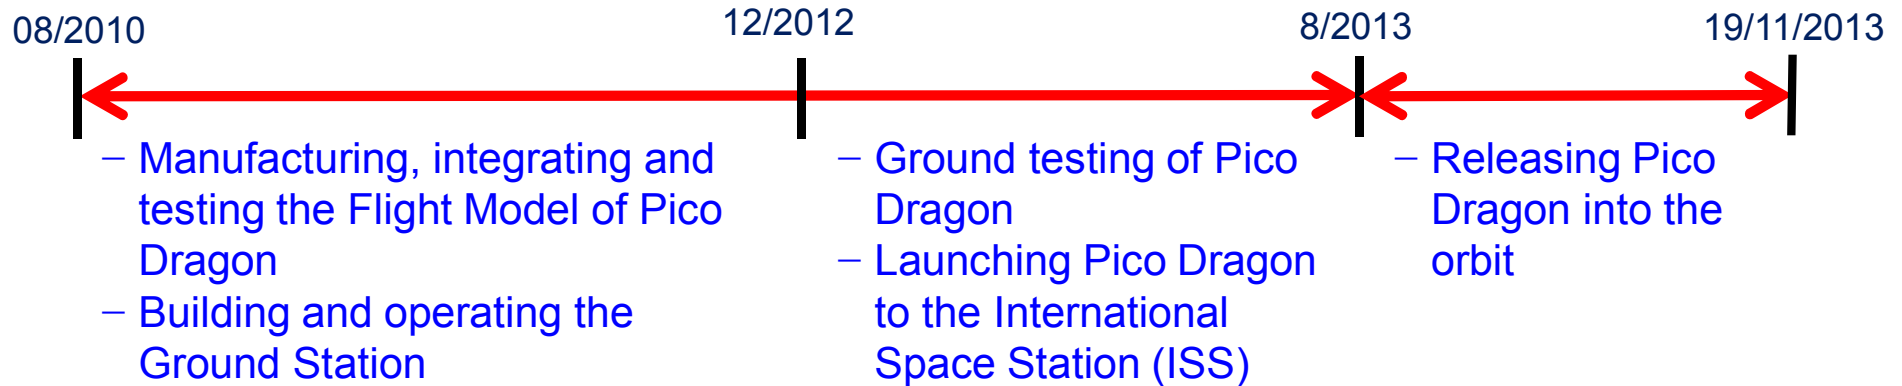 08/2010
12/2012
8/2013
19/11/2013
– Manufacturing, integrating and
testing the Flight Model of Pico
Dragon
– Building and operating the
Ground Station
– Ground testing of Pico
Dragon
– Launching Pico Dragon
to the International
Space Station (ISS)
– Releasing Pico
Dragon into the
orbit